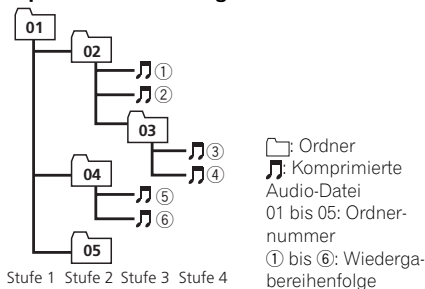 01
02
①
②
03
③
④
04
⑤
⑥
05
Stufe 1 Stufe 2 Stufe 3 Stufe 4
: Ordner
: Komprimierte
Audio-Datei
01 bis 05: Ordner-
nummer
① bis ⑥: Wiederga-
bereihenfolge